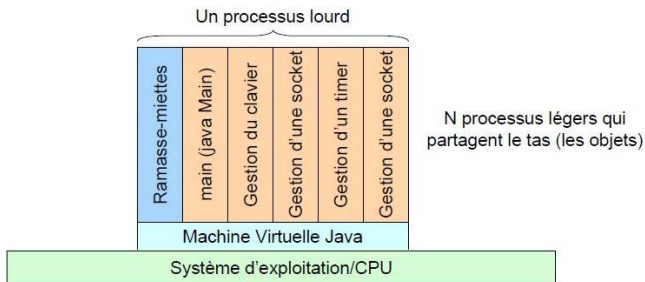 Un processus lourd
Ramasse-miettes
main (java Main)
Gestion du clavier
Gestion d'une socket
Gestion d'un timer
Gestion d'une socket
N processus légers qui
partagent le tas (les objets)
Machine Virtuelle Java
Système d'exploitation/CPU